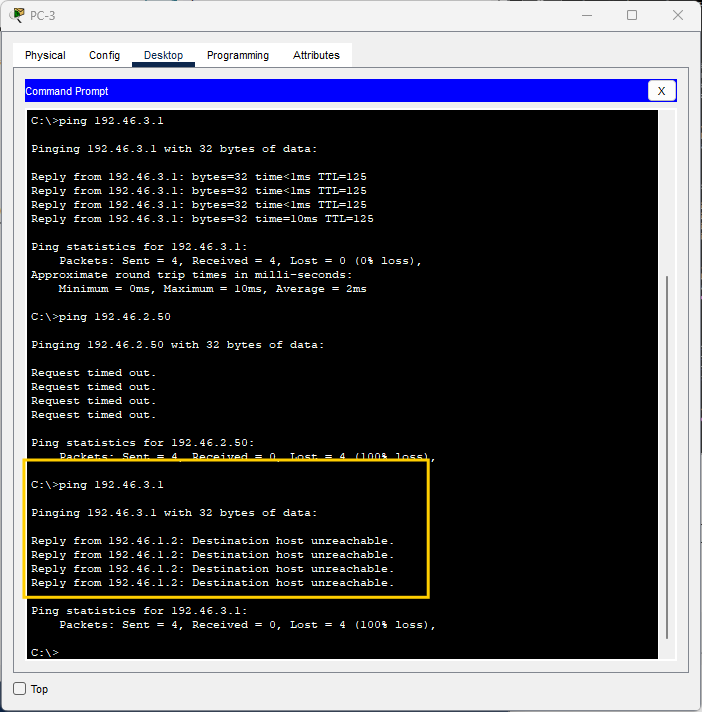 PC-3
Physical Config Desktop Programming Attributes
Command Prompt X
C:\>ping 192.46.3.1
Pinging 192.46.3.1 with 32 bytes of data:
Reply from 192.46.3.1: bytes=32 time<1ms TTL=125
Reply from 192.46.3.1: bytes=32 time<1ms TTL=125
Reply from 192.46.3.1: bytes=32 time<1ms TTL=125
Reply from 192.46.3.1: bytes=32 time=10ms TTL=125
Ping statistics for 192.46.3.1:
Packets: Sent = 4, Received = 4, Lost = 0 (0% loss),
Approximate round trip times in milli-seconds:
Minimum = 0ms, Maximum = 10ms, Average = 2ms
C:\>ping 192.46.2.50
Pinging 192.46.2.50 with 32 bytes of data:
Request timed out.
Request timed out.
Request timed out.
Request timed out.
Ping statistics for 192.46.2.50:
Packets: Sent = 4, Received = 0, Lost = 4 (100% loss),
C:\>ping 192.46.3.1
Pinging 192.46.3.1 with 32 bytes of data:
Reply from 192.46.1.2: Destination host unreachable.
Reply from 192.46.1.2: Destination host unreachable.
Reply from 192.46.1.2: Destination host unreachable.
Reply from 192.46.1.2: Destination host unreachable.
Ping statistics for 192.46.3.1:
Packets: Sent = 4, Received = 0, Lost = 4 (100% loss),
C:\>
Top